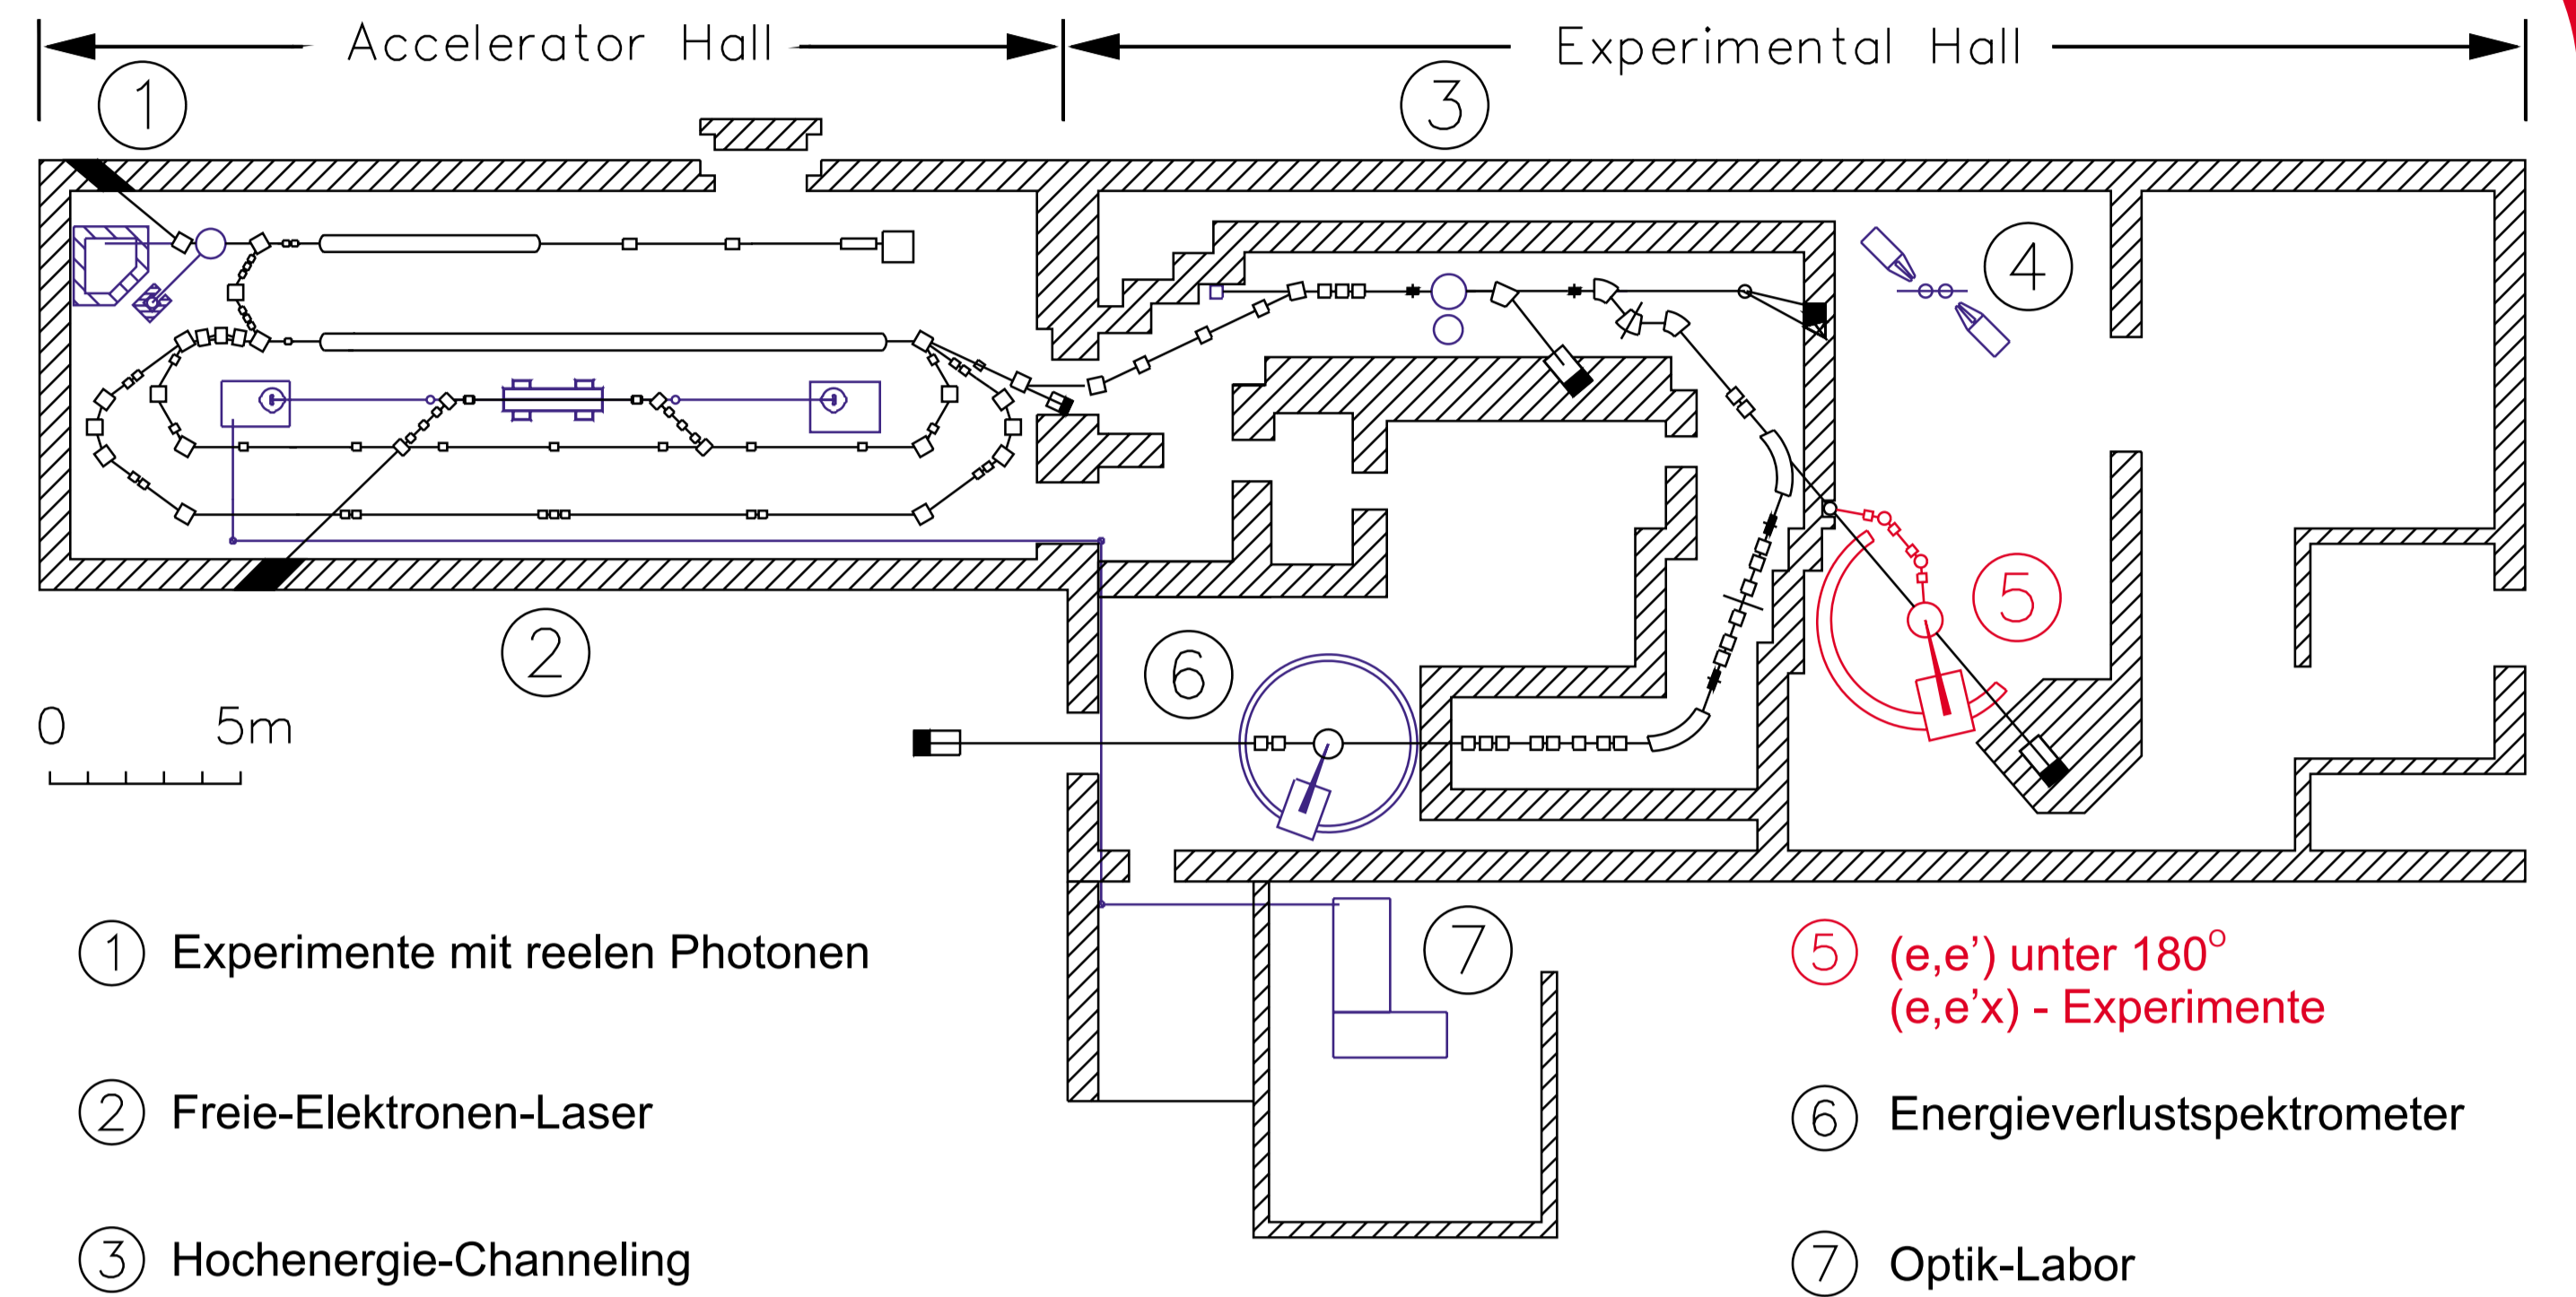 Accelerator Hall
Experimental Hall
1
3
4
5
2
6
0 5m
7
1 Experimente mit reelen Photonen
2 Freie-Elektronen-Laser
3 Hochenergie-Channeling
5 (e,e’) unter 180°
(e,e’x) - Experimente
6 Energieverlustspektrometer
7 Optik-Labor